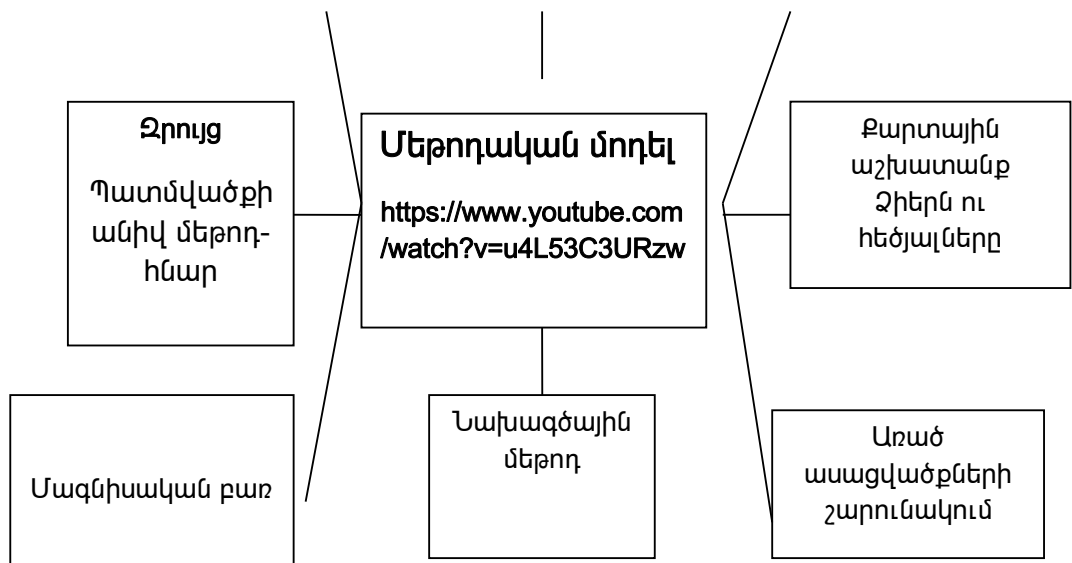 Զրույց
Պատմվածքի
անիվ մեթոդ-
հնար
Մեթոդական մոդել
https://www.youtube.com
/watch?v=u4L53C3URzw
Քարտային
աշխատանք
Ձիերն ու
հեծյալները
Մագնիսական բառ
Նախագծային
մեթոդ
Առած
ասացվածքների
շարունակում